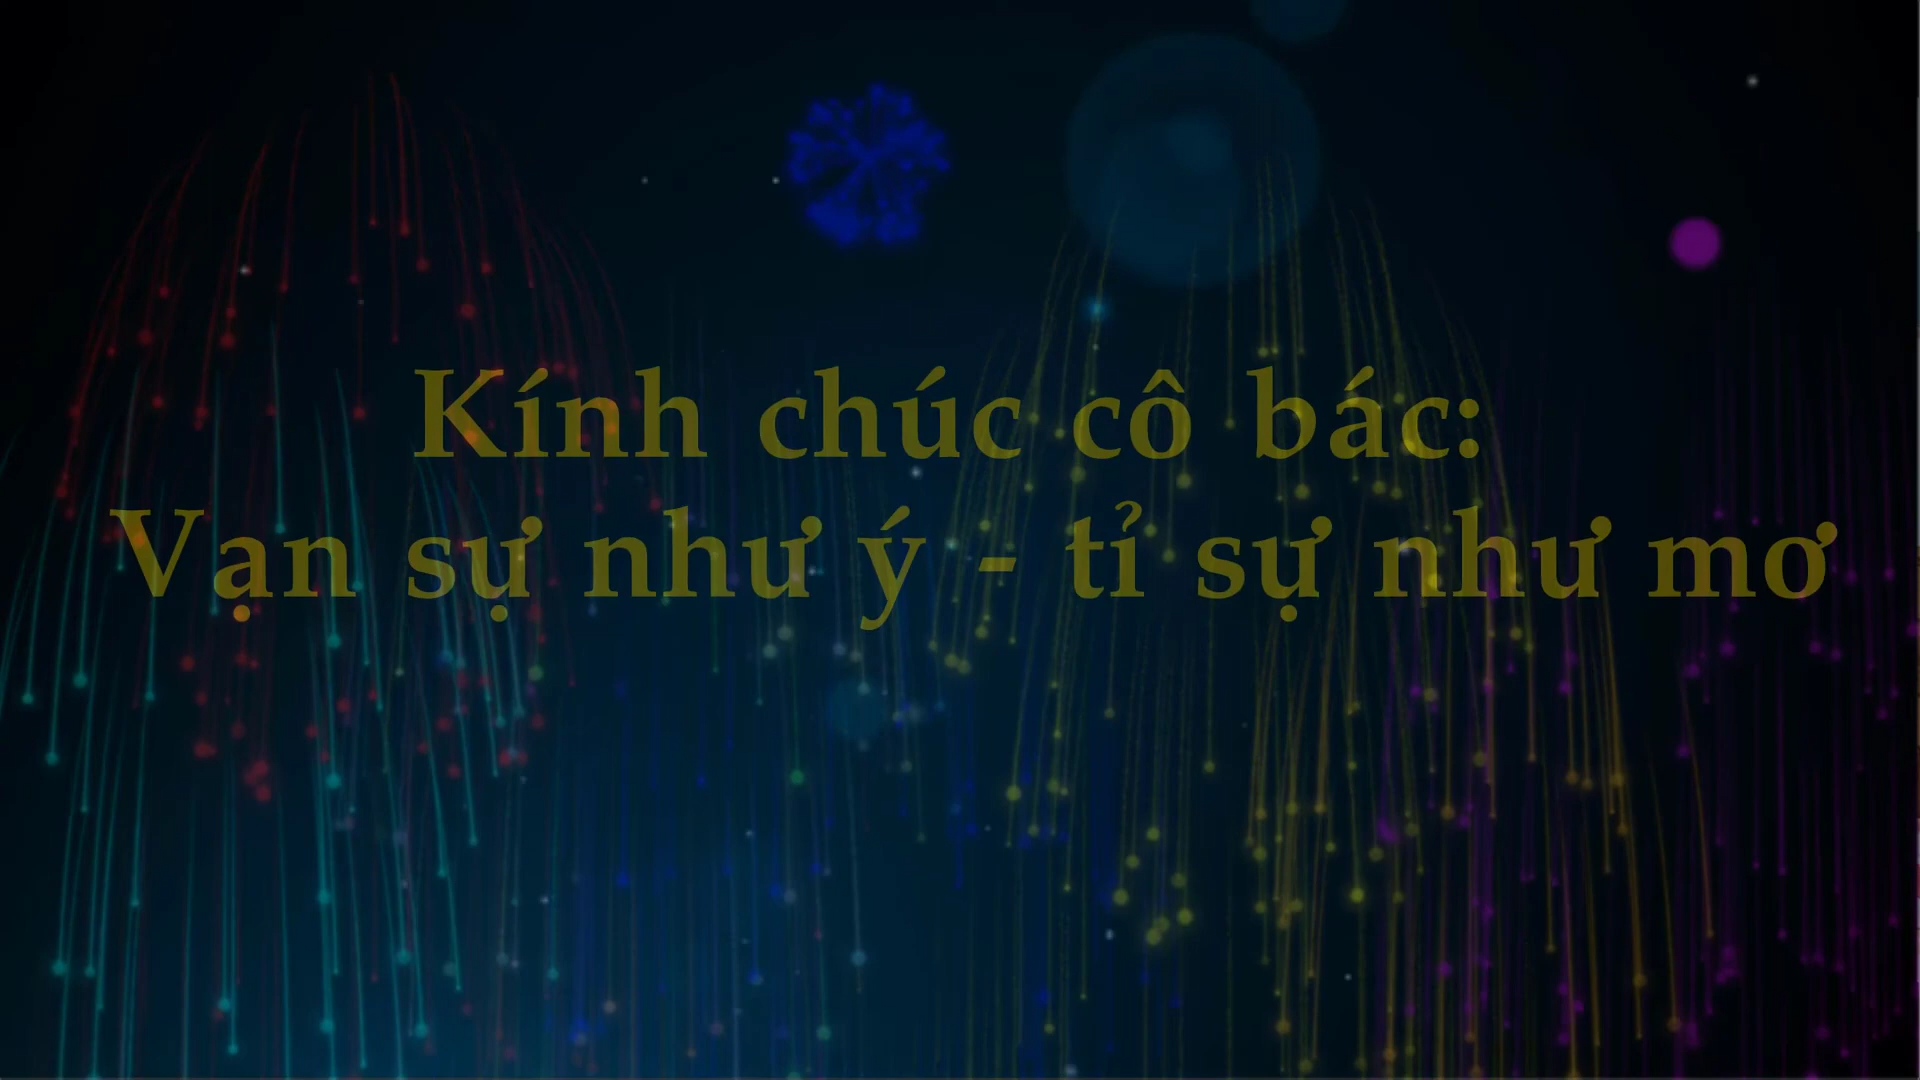 Kính chúc cô bác:
Vạn sự như ý - tỉ sự như mơ